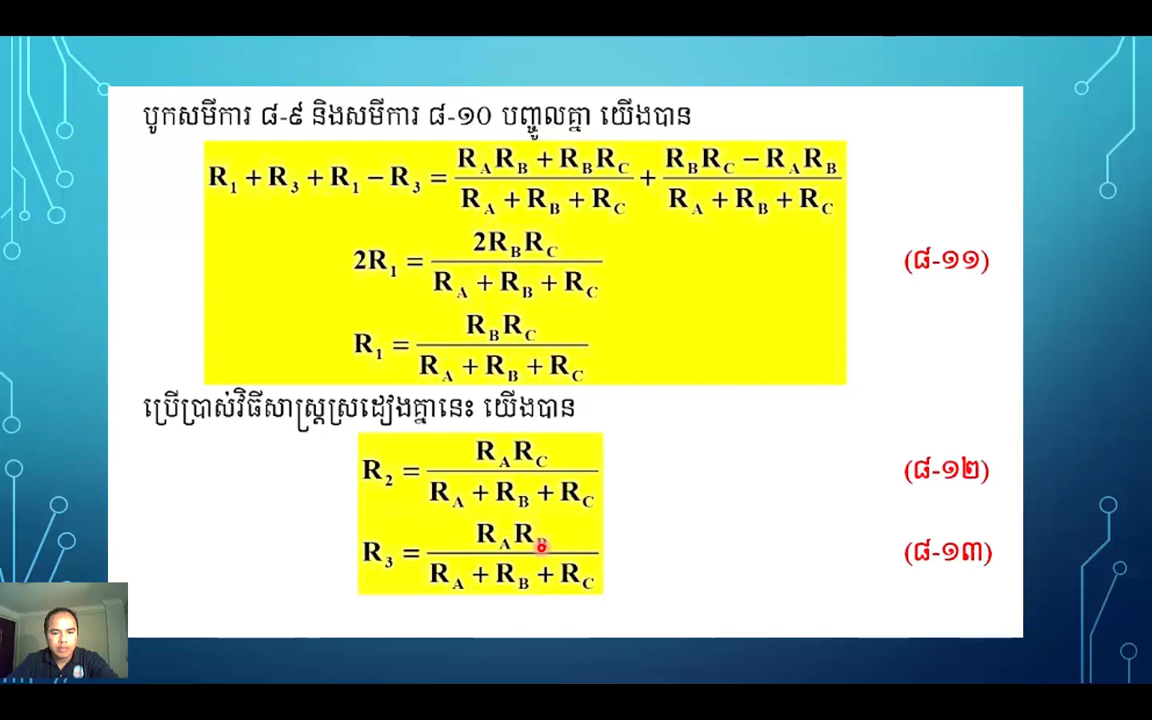 បូកសមីការ ៨-៩ និងសមីការ ៨-១០ បញ្ចូលគ្នា យើងបាន
R₁ + R₃ + R₁ − R₃ = (R_A R_B + R_B R_C)/(R_A + R_B + R_C) + (R_B R_C − R_A R_B)/(R_A + R_B + R_C)
2R₁ = 2R_B R_C/(R_A + R_B + R_C) (៨-១១)
R₁ = R_B R_C/(R_A + R_B + R_C)
ប្រើប្រាស់វិធីសាស្ត្រស្រដៀងគ្នានេះ យើងបាន
R₂ = R_A R_C/(R_A + R_B + R_C) (៨-១២)
R₃ = R_A R_B/(R_A + R_B + R_C) (៨-១៣)